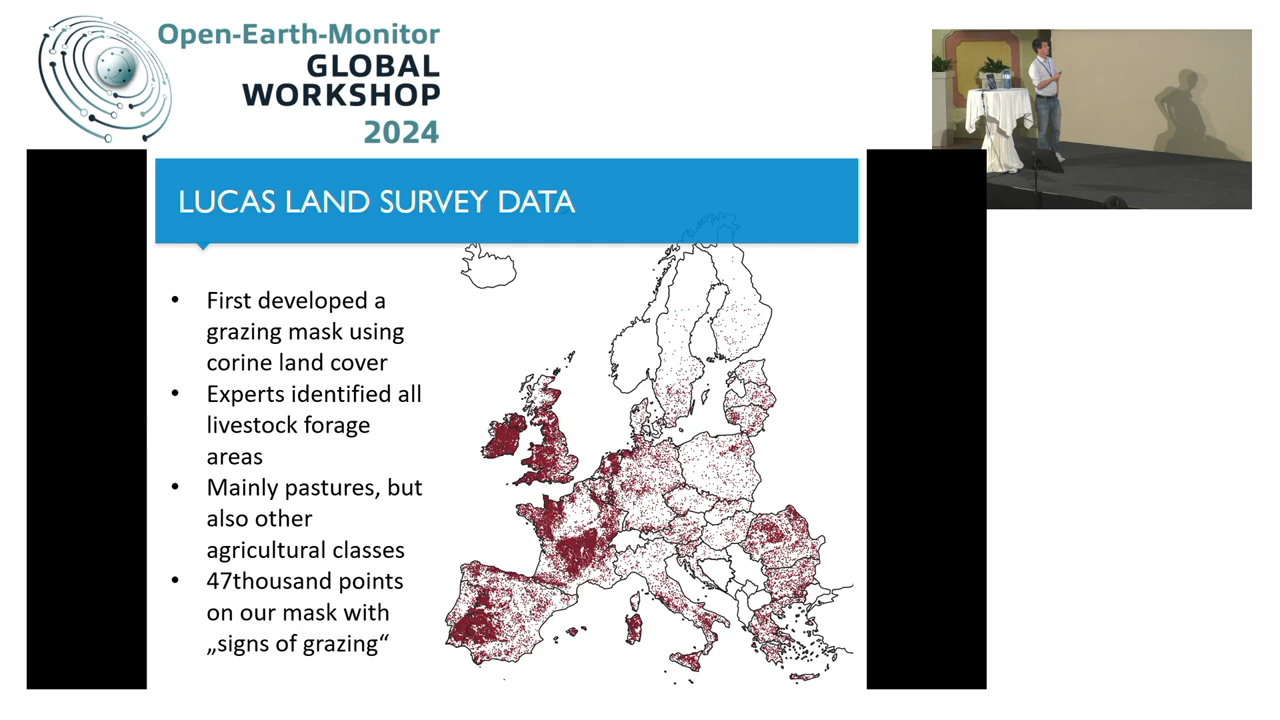 Open-Earth-Monitor
GLOBAL
WORKSHOP
2024
LUCAS LAND SURVEY DATA
• First developed a
grazing mask using
corine land cover
• Experts identified all
livestock forage
areas
• Mainly pastures, but
also other
agricultural classes
• 47thousand points
on our mask with
„signs of grazing“